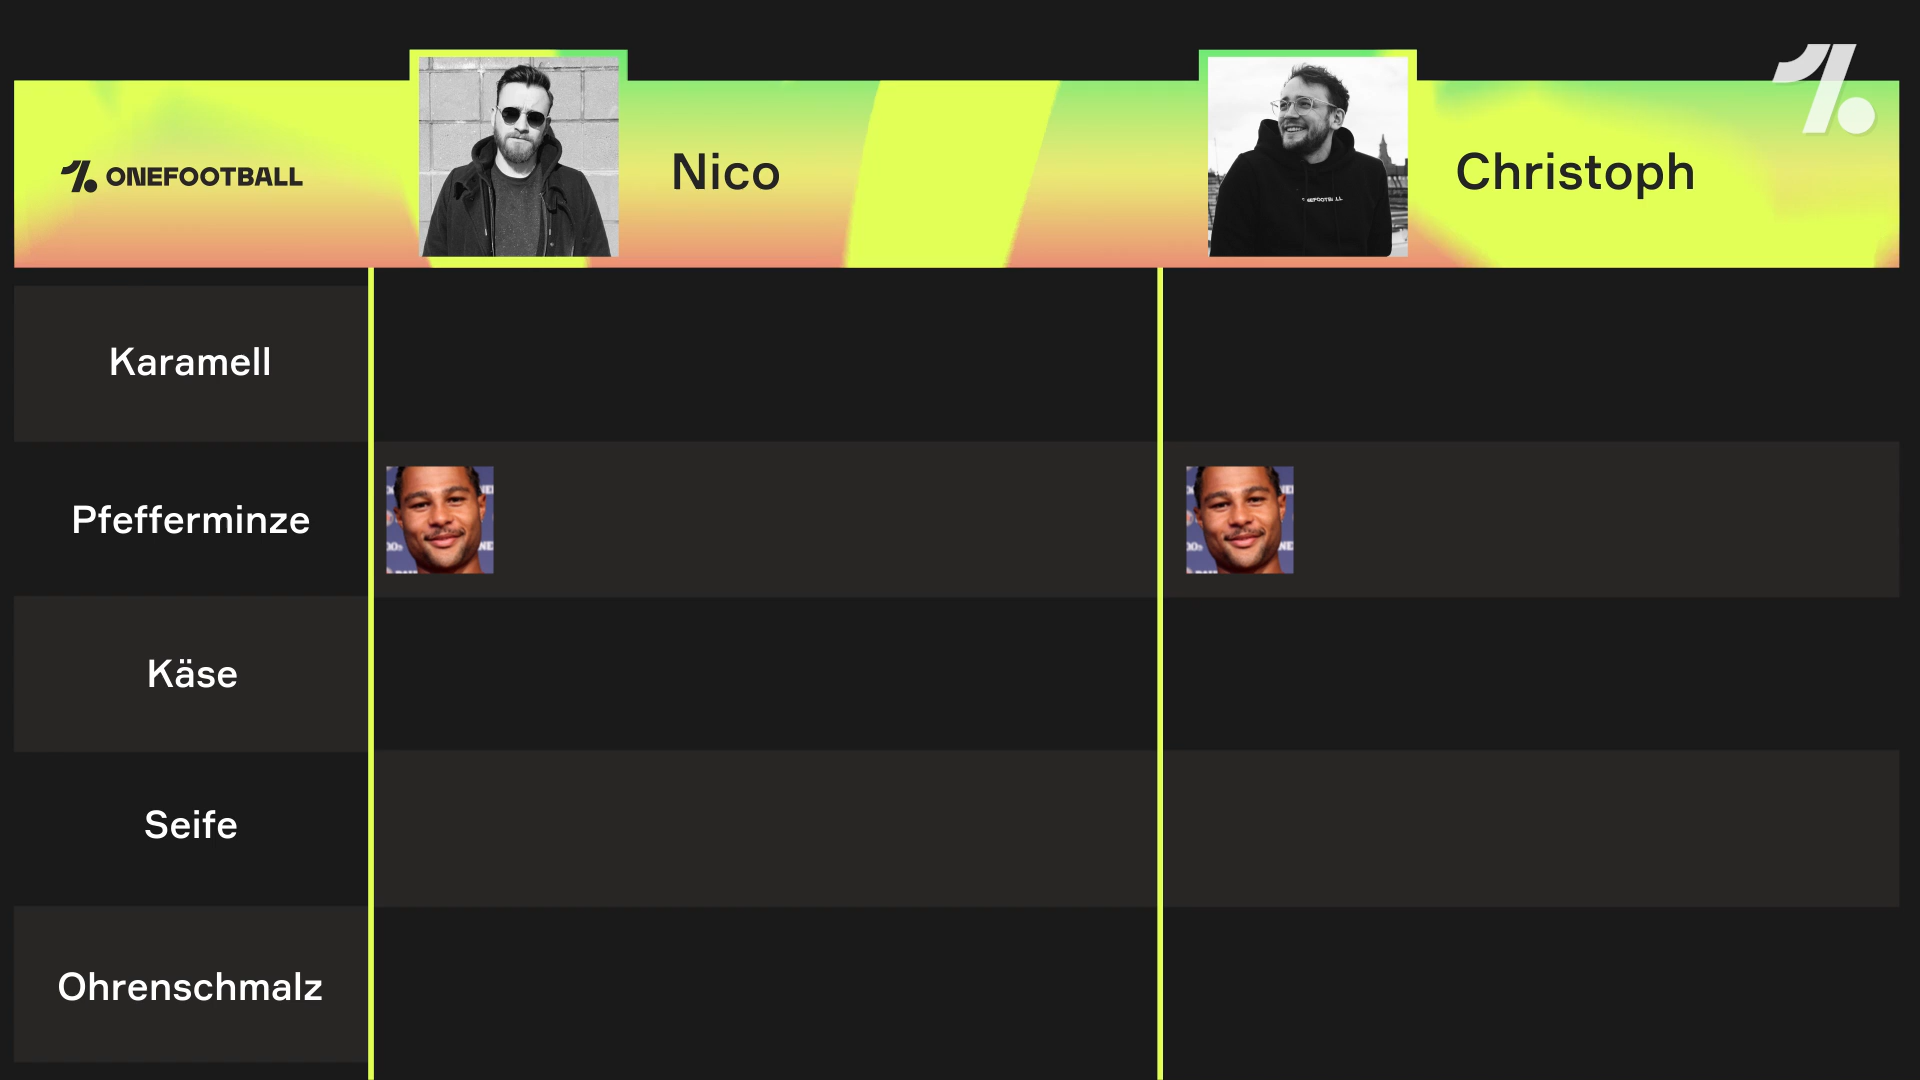 ONEFOOTBALL
Nico
Christoph
Karamell
Pfefferminze
Käse
Seife
Ohrenschmalz